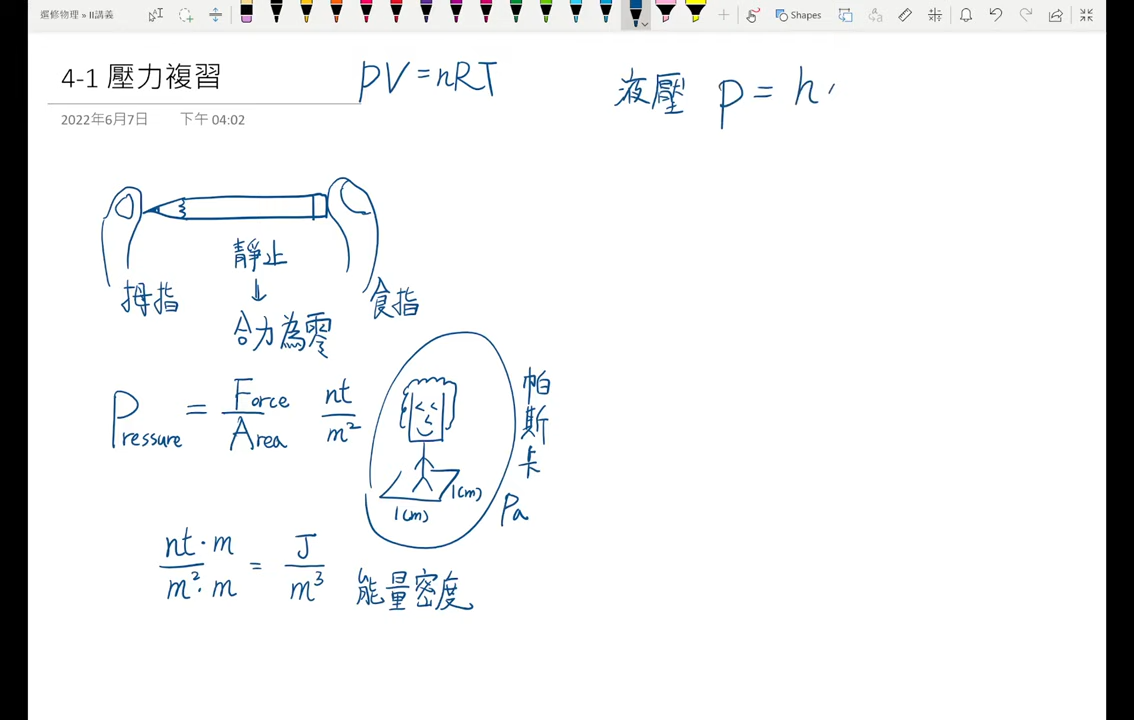 選修物理 » II講義
Shapes
4-1 壓力複習
2022年6月7日 下午 04:02
PV = nRT
液壓 P = h
靜止
↓
合力為零
拇指
食指
Pressure = Force / Area nt / m²
1(m)
1(m)
帕斯卡
Pa
nt·m / m²·m = J / m³ 能量密度